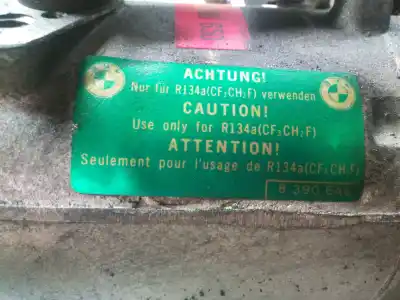 ACHTUNG!
Nur für R134a(CF₃CH₂F) verwenden
CAUTION!
Use only for R134a(CF₃CH₂F)
ATTENTION!
Seulement pour l'usage de R134a(CF₃CH₂F)
8 390 646